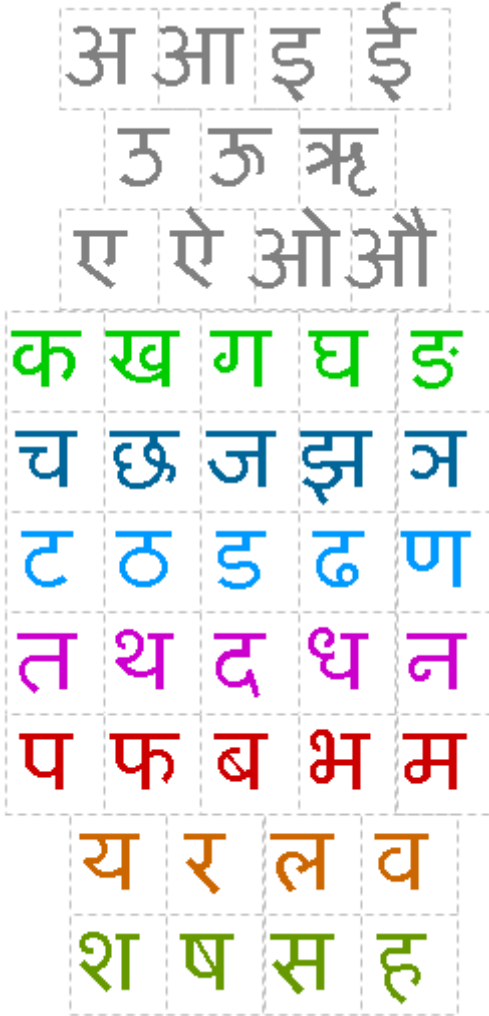 अ आ इ ई
उ ऊ ऋ
ए ऐ ओ औ
क ख ग घ ङ
च छ ज झ ञ
ट ठ ड ढ ण
त थ द ध न
प फ ब भ म
य र ल व
श ष स ह